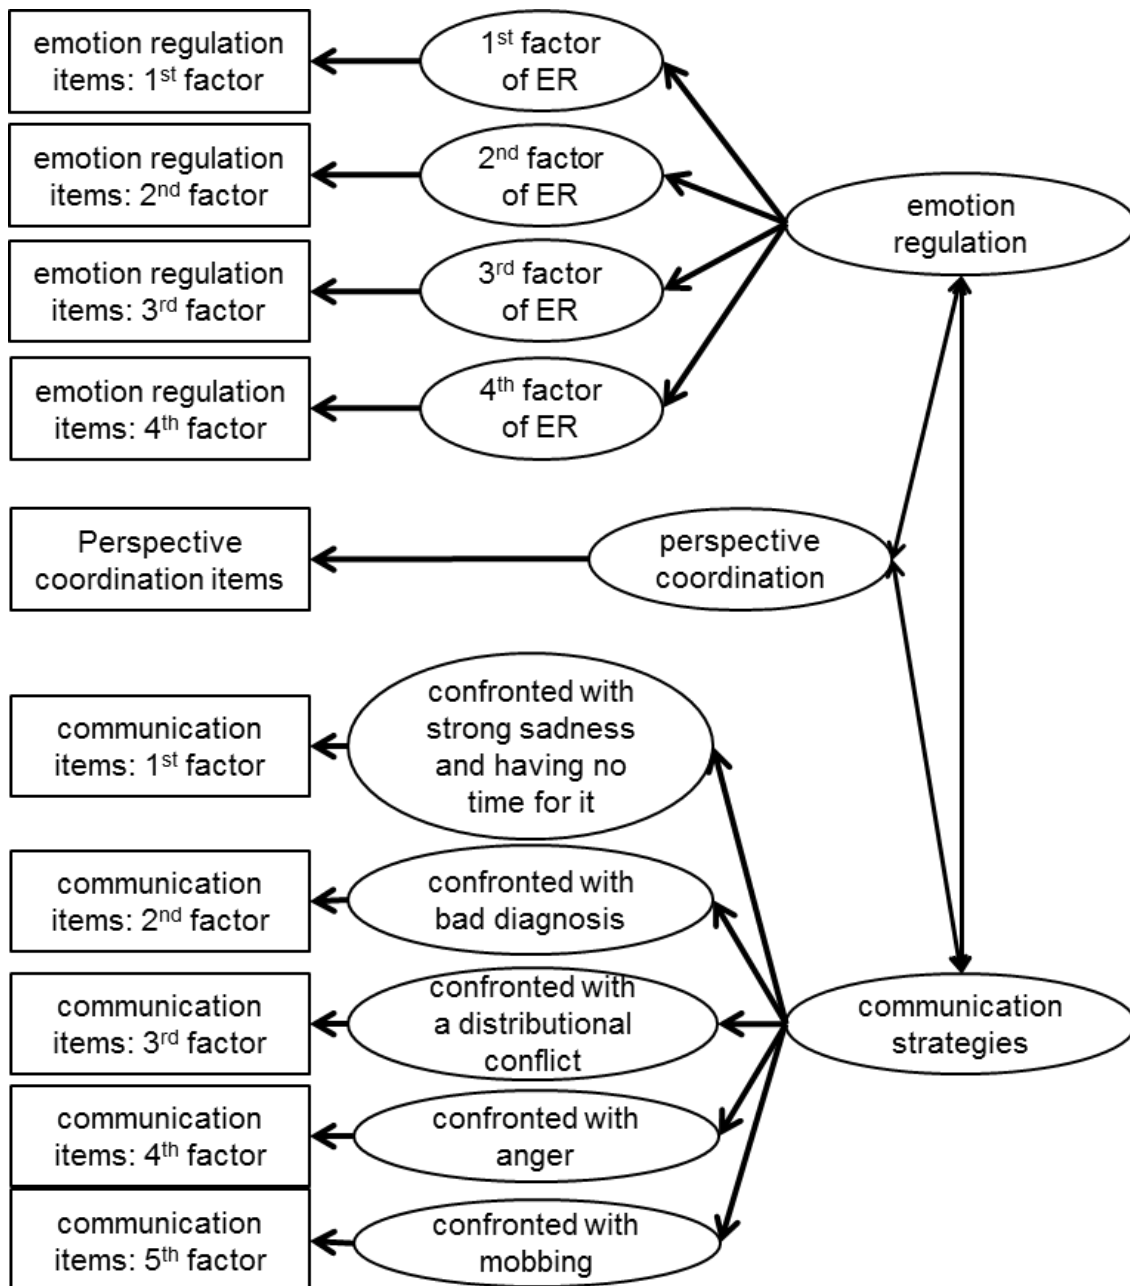 emotion regulation
items: 1st factor
1st factor
of ER
emotion regulation
items: 2nd factor
2nd factor
of ER
emotion
regulation
emotion regulation
items: 3rd factor
3rd factor
of ER
emotion regulation
items: 4th factor
4th factor
of ER
Perspective
coordination items
perspective
coordination
communication
items: 1st factor
confronted with
strong sadness
and having no
time for it
communication
items: 2nd factor
confronted with
bad diagnosis
communication
items: 3rd factor
confronted with
a distributional
conflict
communication
strategies
communication
items: 4th factor
confronted with
anger
communication
items: 5th factor
confronted with
mobbing